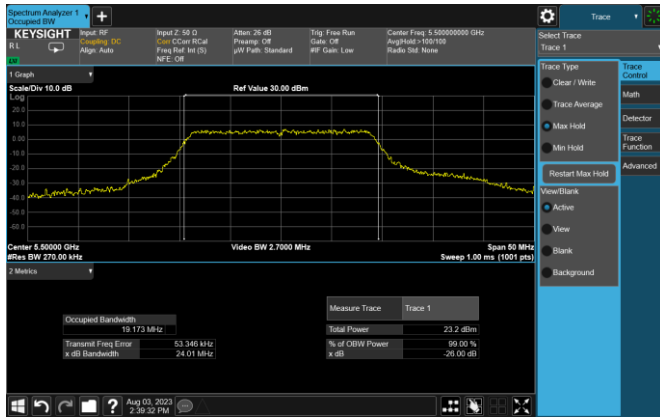 Spectrum Analyzer 1
Occupied BW
Trace
KEYSIGHT
R L
Input: RF
Coupling: DC
Align: Auto
Input Z: 50 Ω
Corr CCorr RCal
Freq Ref: Int (S)
NFE: Off
Atten: 26 dB
Preamp: Off
µW Path: Standard
Trig: Free Run
Gate: Off
#IF Gain: Low
Center Freq: 5.500000000 GHz
Avg|Hold:>100/100
Radio Std: None
Select Trace
Trace 1
1 Graph
Scale/Div 10.0 dB
Ref Value 30.00 dBm
Log
20.0
10.0
0.00
-10.0
-20.0
-30.0
-40.0
-50.0
-60.0
Center 5.50000 GHz
Video BW 2.7000 MHz
Span 50 MHz
#Res BW 270.00 kHz
Sweep 1.00 ms (1001 pts)
Trace Type
Clear / Write
Trace Average
Max Hold
Min Hold
Restart Max Hold
View/Blank
Active
View
Blank
Background
Trace
Control
Math
Detector
Trace
Function
Advanced
2 Metrics
Occupied Bandwidth
19.173 MHz
Transmit Freq Error 53.346 kHz
x dB Bandwidth 24.01 MHz
Measure Trace Trace 1
Total Power 23.2 dBm
% of OBW Power 99.00 %
x dB -26.00 dB
Aug 03, 2023
2:39:32 PM